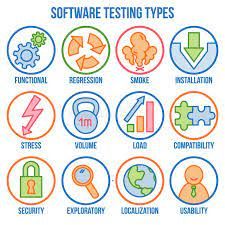 SOFTWARE TESTING TYPES
FUNCTIONAL REGRESSION SMOKE INSTALLATION
1m
STRESS VOLUME LOAD COMPATIBILITY
SECURITY EXPLORATORY LOCALIZATION USABILITY